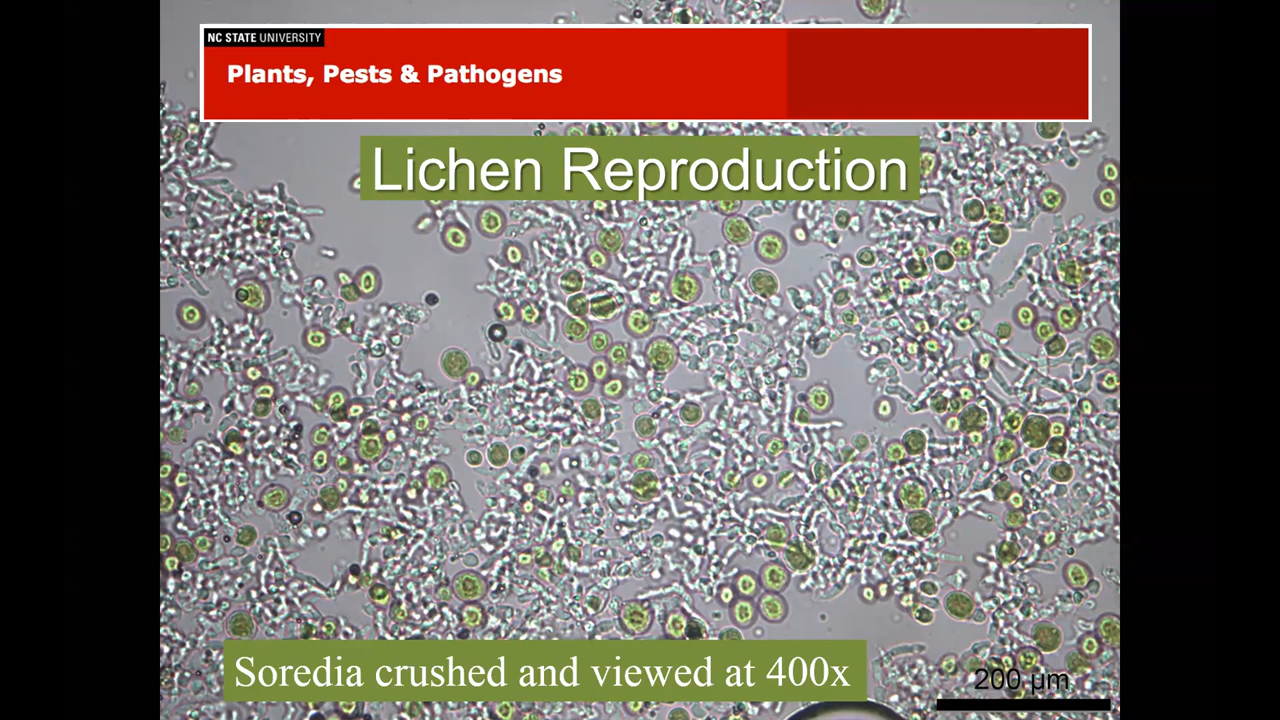 NC STATE UNIVERSITY
Plants, Pests & Pathogens
Lichen Reproduction
Soredia crushed and viewed at 400x
200 µm